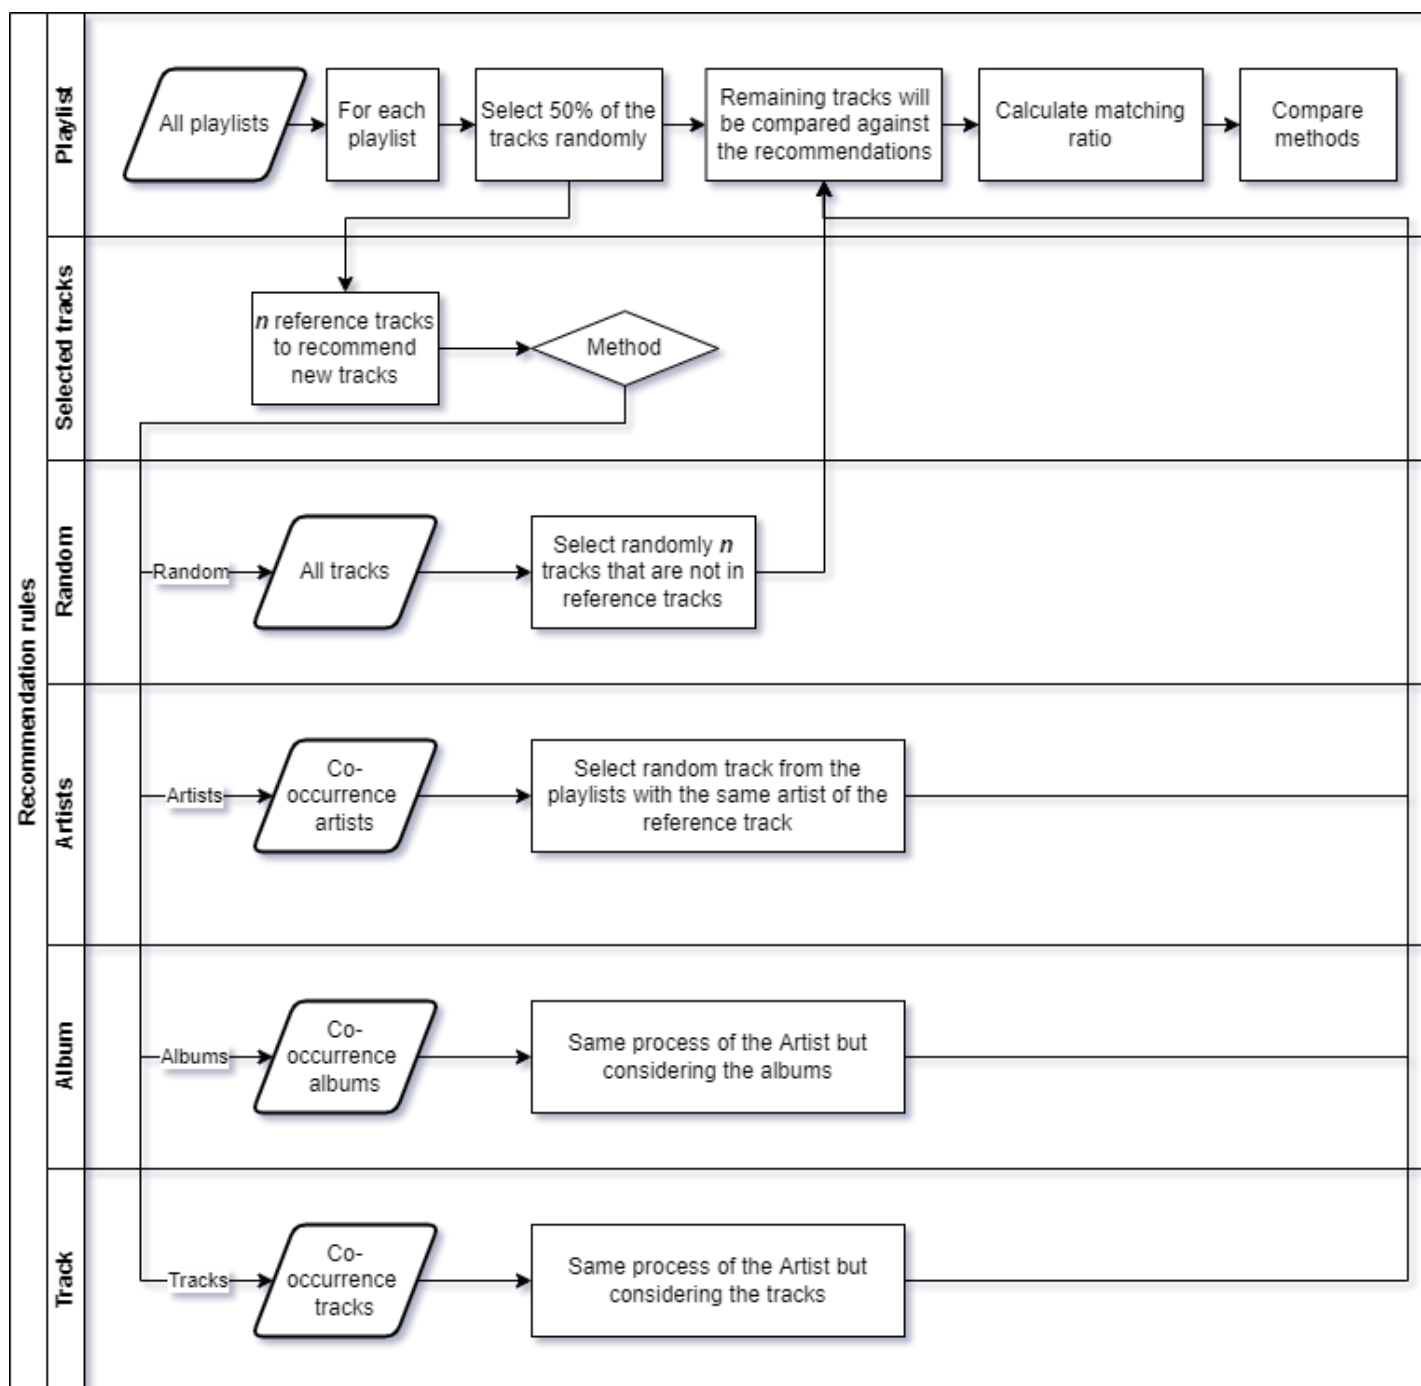 Recommendation rules
Playlist
All playlists
For each
playlist
Select 50% of the
tracks randomly
Remaining tracks will
be compared against
the recommendations
Calculate matching
ratio
Compare
methods
Selected tracks
n reference tracks
to recommend
new tracks
Method
Random
Random
All tracks
Select randomly n
tracks that are not in
reference tracks
Artists
Artists
Co-
occurrence
artists
Select random track from the
playlists with the same artist of the
reference track
Album
Albums
Co-
occurrence
albums
Same process of the Artist but
considering the albums
Track
Tracks
Co-
occurrence
tracks
Same process of the Artist but
considering the tracks